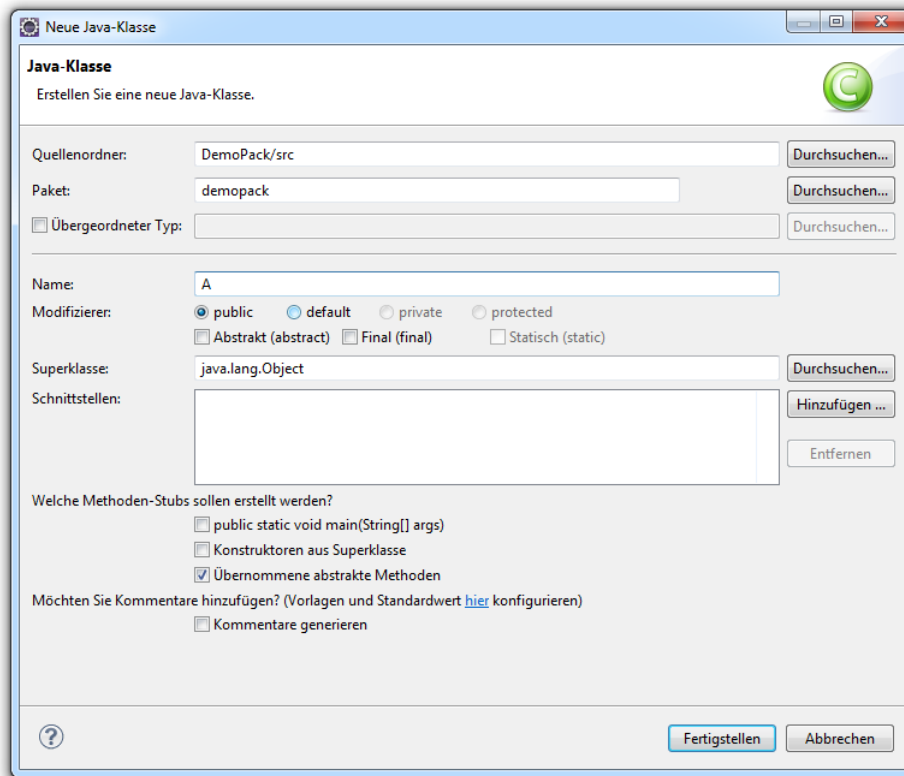 Neue Java-Klasse
Java-Klasse
Erstellen Sie eine neue Java-Klasse.
C
Quellenordner: DemoPack/src Durchsuchen...
Paket: demopack Durchsuchen...
Übergeordneter Typ: Durchsuchen...
Name: A
Modifizierer: public default private protected
Abstrakt (abstract) Final (final) Statisch (static)
Superklasse: java.lang.Object Durchsuchen...
Schnittstellen: Hinzufügen ...
Entfernen
Welche Methoden-Stubs sollen erstellt werden?
public static void main(String[] args)
Konstruktoren aus Superklasse
Übernommene abstrakte Methoden
Möchten Sie Kommentare hinzufügen? (Vorlagen und Standardwert hier konfigurieren)
Kommentare generieren
? Fertigstellen Abbrechen